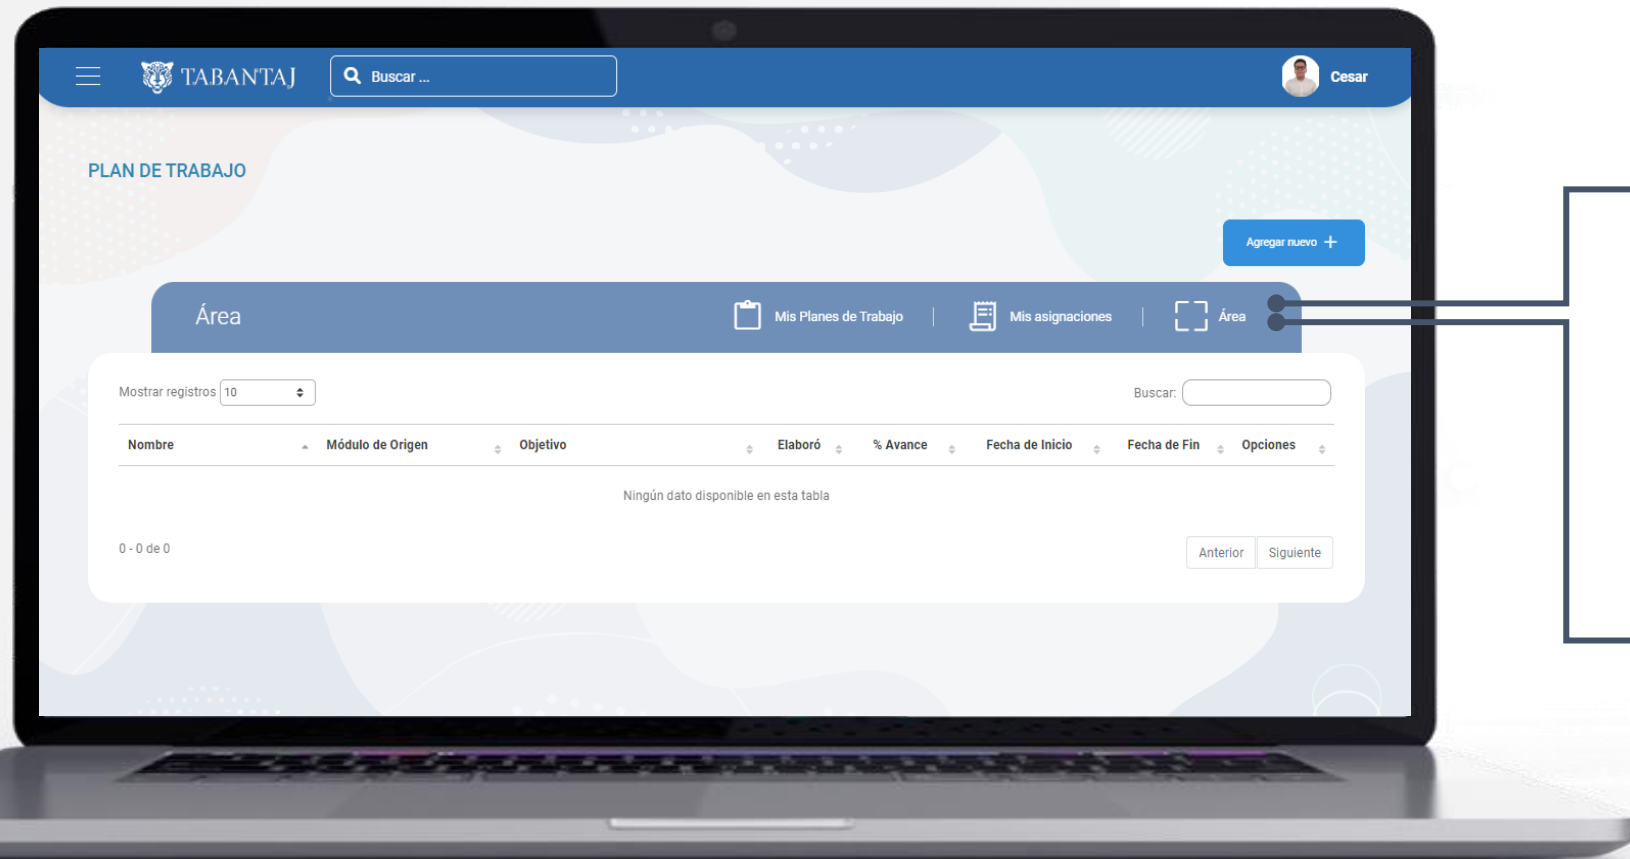 TABANTAJ
Buscar ...
Cesar
PLAN DE TRABAJO
Agregar nuevo +
Área
Mis Planes de Trabajo
Mis asignaciones
Área
Mostrar registros 10
Buscar:
Nombre Módulo de Origen Objetivo Elaboró % Avance Fecha de Inicio Fecha de Fin Opciones
Ningún dato disponible en esta tabla
0 - 0 de 0
Anterior Siguiente